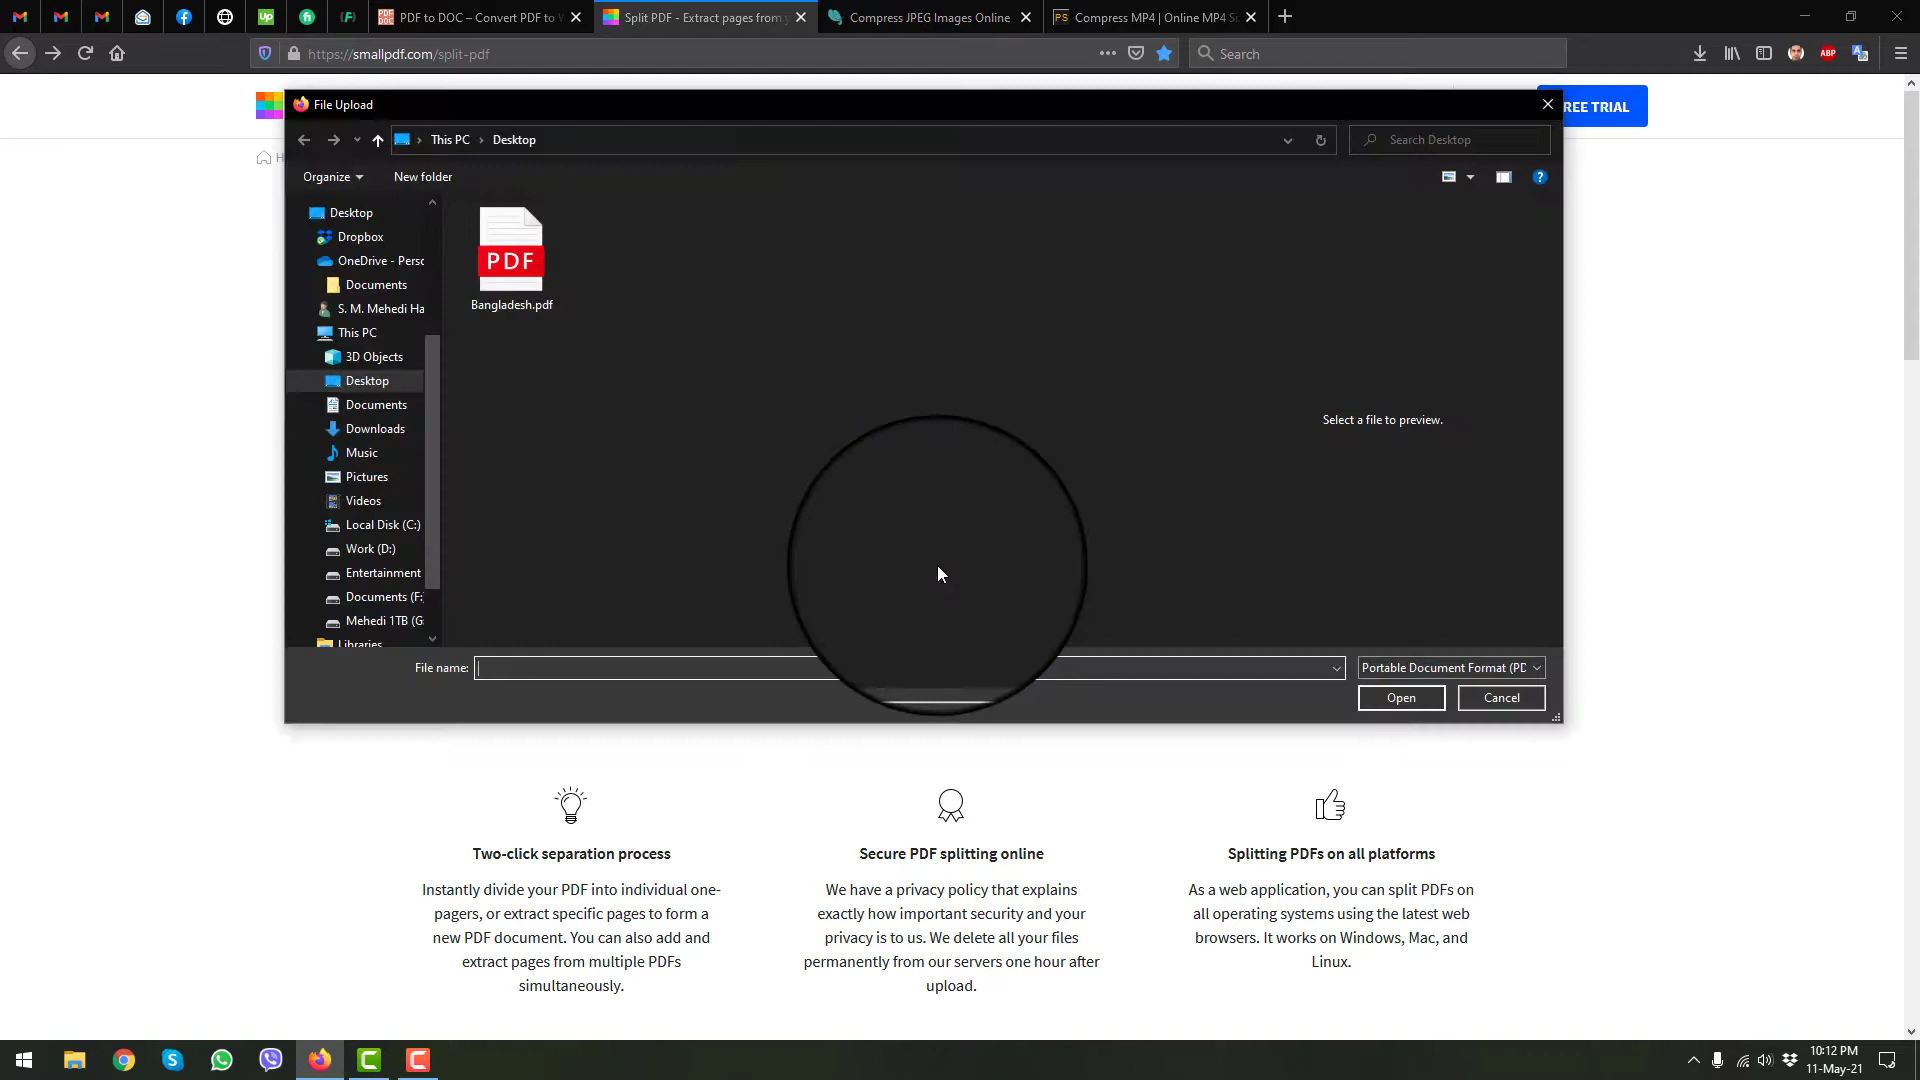 PDF to DOC – Convert PDF to W
Split PDF - Extract pages from y
Compress JPEG Images Online
Compress MP4 | Online MP4 Si
https://smallpdf.com/split-pdf
Search
File Upload
FREE TRIAL
This PC
Desktop
Search Desktop
Organize
New folder
Desktop
Dropbox
OneDrive - Perso
Documents
S. M. Mehedi Ha
This PC
3D Objects
Desktop
Documents
Downloads
Music
Pictures
Videos
Local Disk (C:)
Work (D:)
Entertainment
Documents (F:
Mehedi 1TB (G:
Libraries
PDF
Bangladesh.pdf
Select a file to preview.
File name:
Portable Document Format (PD
Open
Cancel
Two-click separation process
Instantly divide your PDF into individual one-
pagers, or extract specific pages to form a
new PDF document. You can also add and
extract pages from multiple PDFs
simultaneously.
Secure PDF splitting online
We have a privacy policy that explains
exactly how important security and your
privacy is to us. We delete all your files
permanently from our servers one hour after
upload.
Splitting PDFs on all platforms
As a web application, you can split PDFs on
all operating systems using the latest web
browsers. It works on Windows, Mac, and
Linux.
10:12 PM
11-May-21